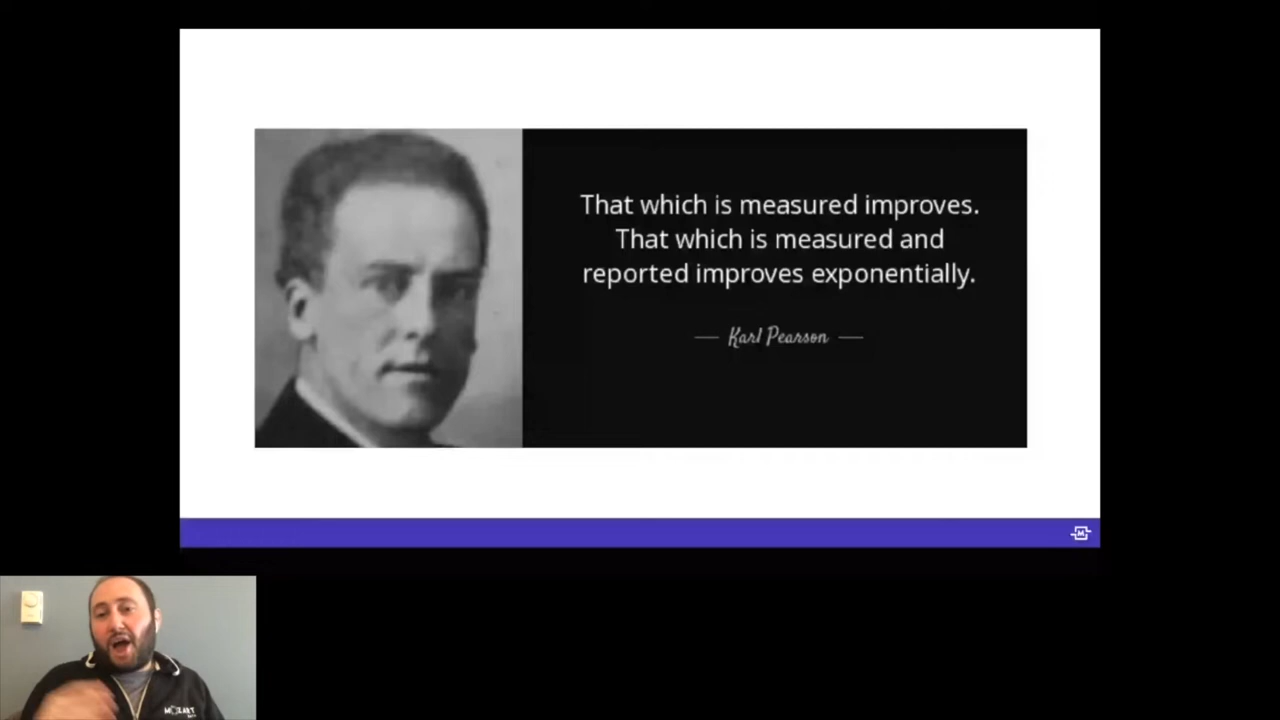 That which is measured improves.
That which is measured and
reported improves exponentially.
Karl Pearson
M